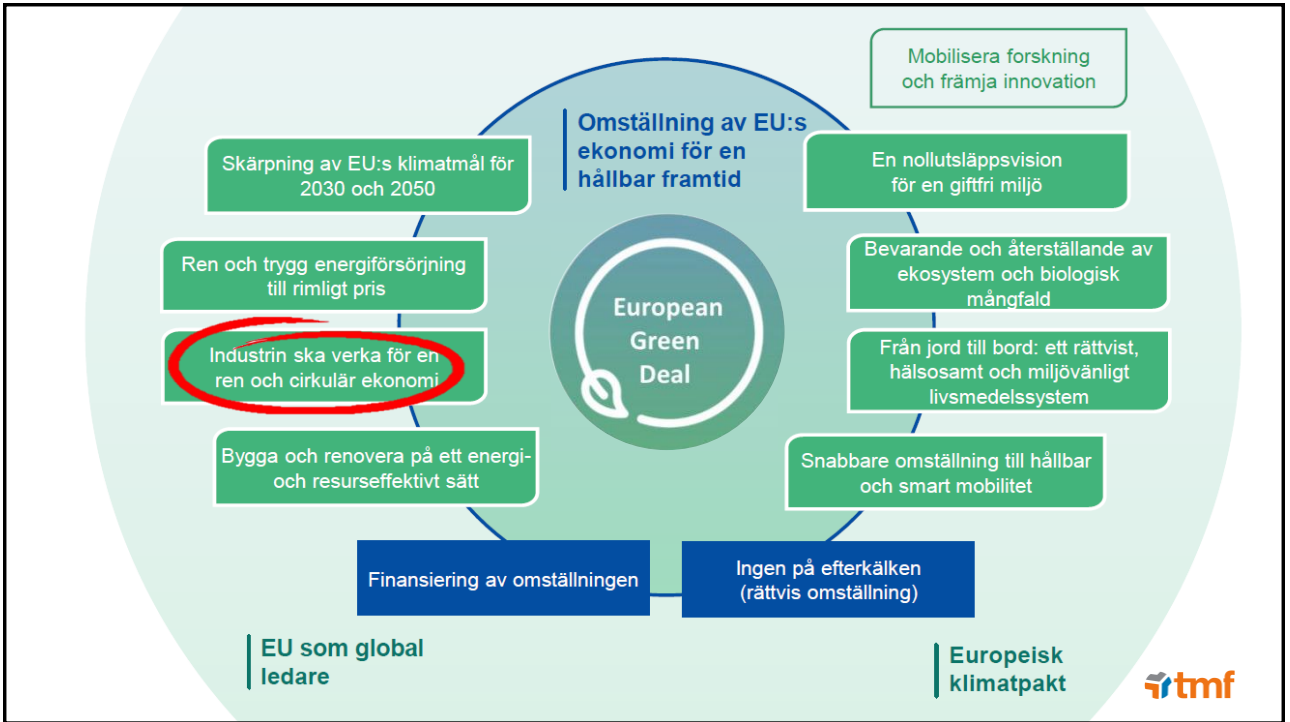 Mobilisera forskning
och främja innovation
Omställning av EU:s
ekonomi för en
hållbar framtid
Skärpning av EU:s klimatmål för
2030 och 2050
En nollutsläppsvision
för en giftfri miljö
Ren och trygg energiförsörjning
till rimligt pris
Bevarande och återställande av
ekosystem och biologisk
mångfald
European
Green
Deal
Industrin ska verka för en
ren och cirkulär ekonomi
Från jord till bord: ett rättvist,
hälsosamt och miljövänligt
livsmedelssystem
Bygga och renovera på ett energi-
och resurseffektivt sätt
Snabbare omställning till hållbar
och smart mobilitet
Finansiering av omställningen
Ingen på efterkälken
(rättvis omställning)
EU som global
ledare
Europeisk
klimatpakt
tmf